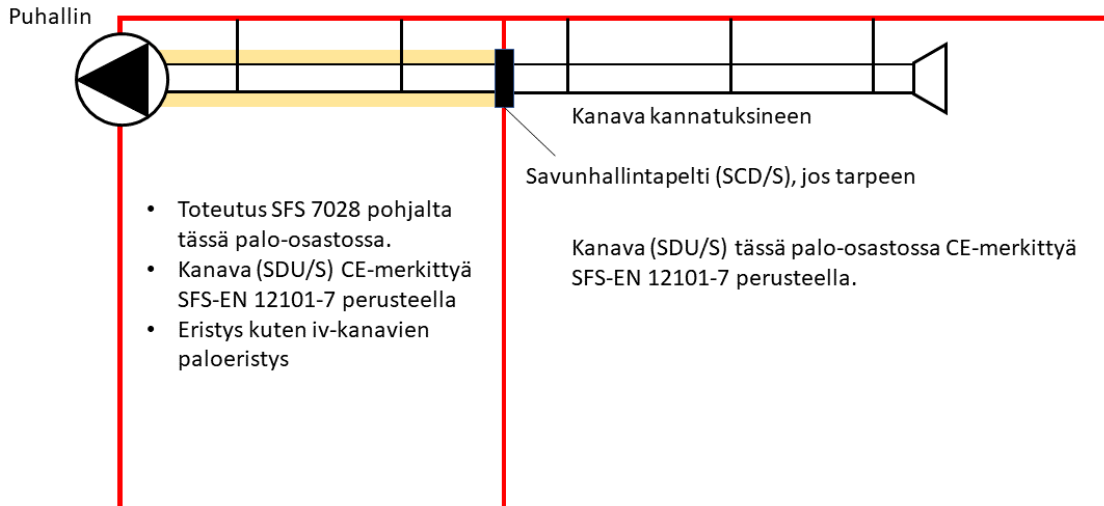 Puhallin
Kanava kannatuksineen
Savunhallintapelti (SCD/S), jos tarpeen
• Toteutus SFS 7028 pohjalta
tässä palo-osastossa.
• Kanava (SDU/S) CE-merkittyä
SFS-EN 12101-7 perusteella
• Eristys kuten iv-kanavien
paloeristys
Kanava (SDU/S) tässä palo-osastossa CE-merkittyä
SFS-EN 12101-7 perusteella.